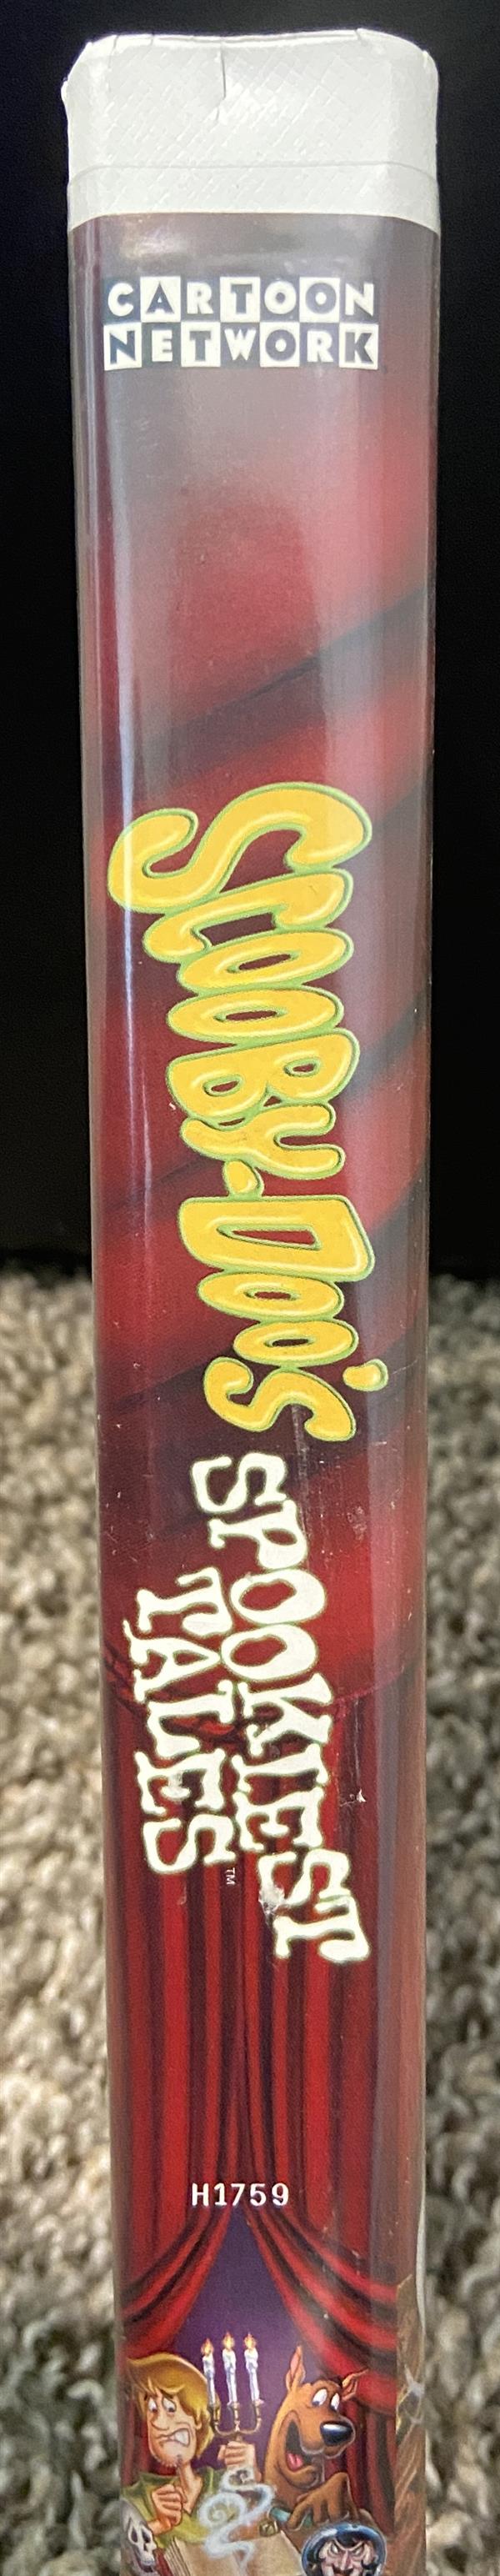 CARTOON
NETWORK
SCOOBY-DOO'S
SPOOKIEST
TALES™
H1759